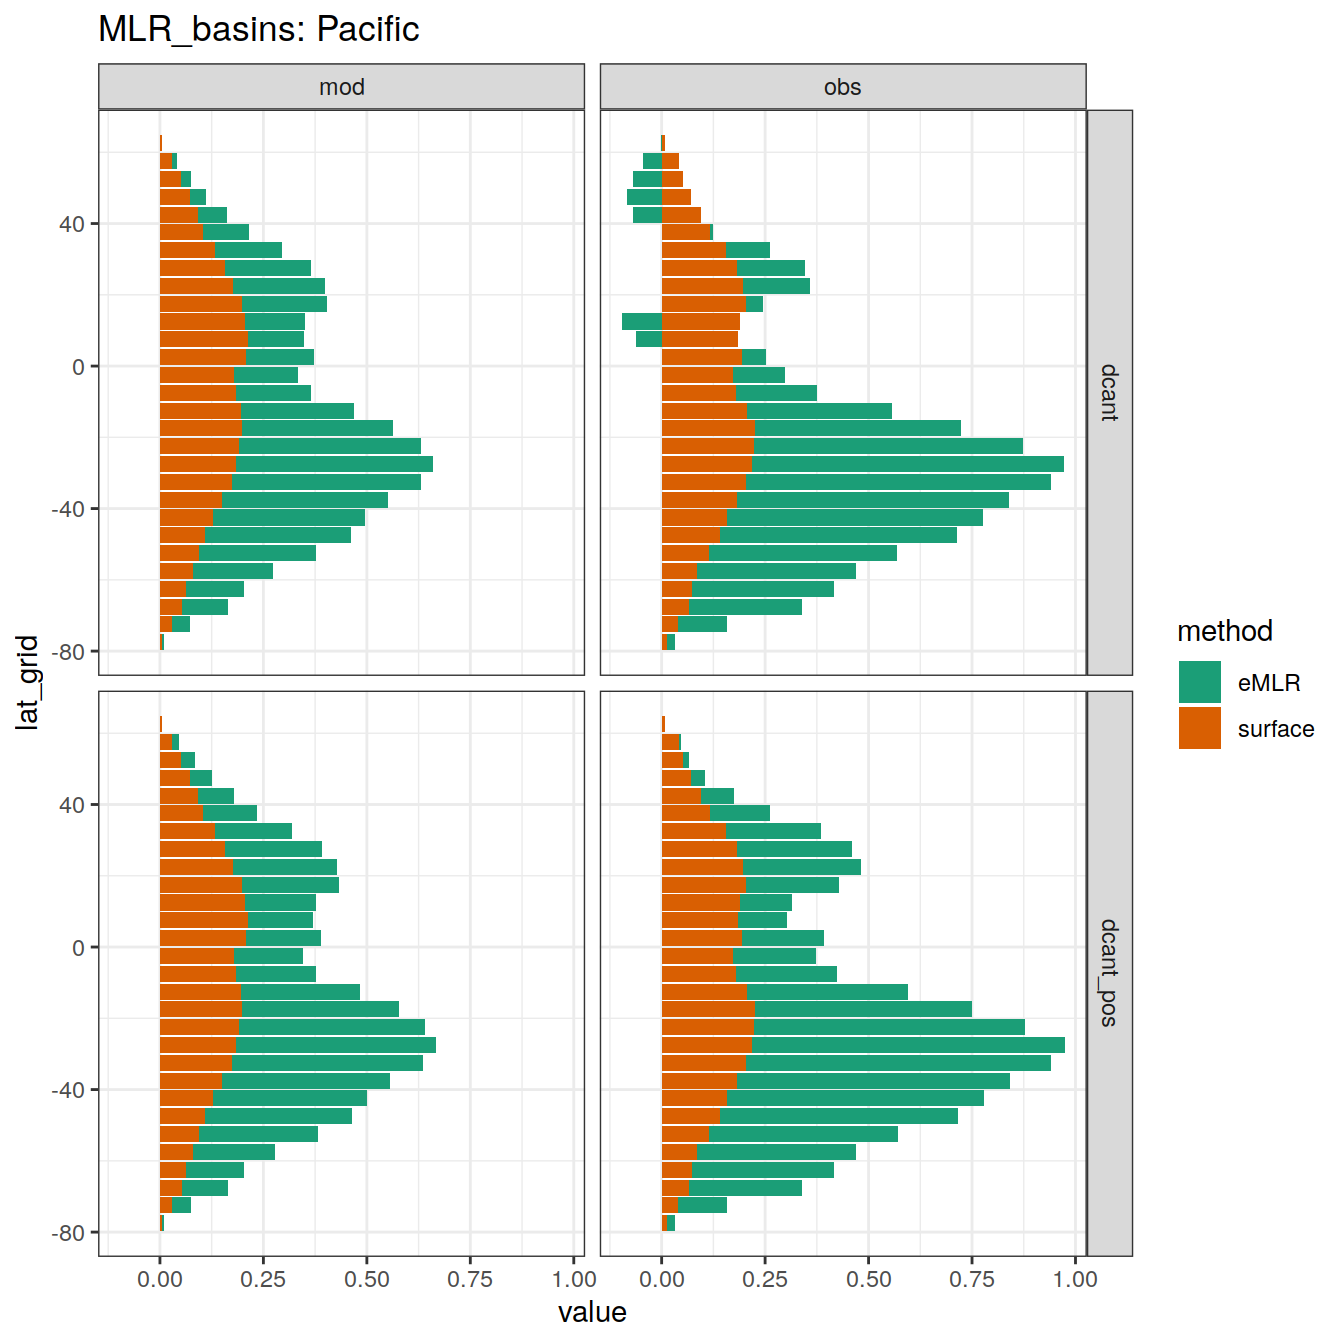 MLR_basins: Pacific
mod
obs
40
0
-40
-80
dcant
40
0
-40
-80
dcant_pos
lat_grid
0.00 0.25 0.50 0.75 1.00
0.00 0.25 0.50 0.75 1.00
value
method
eMLR
surface